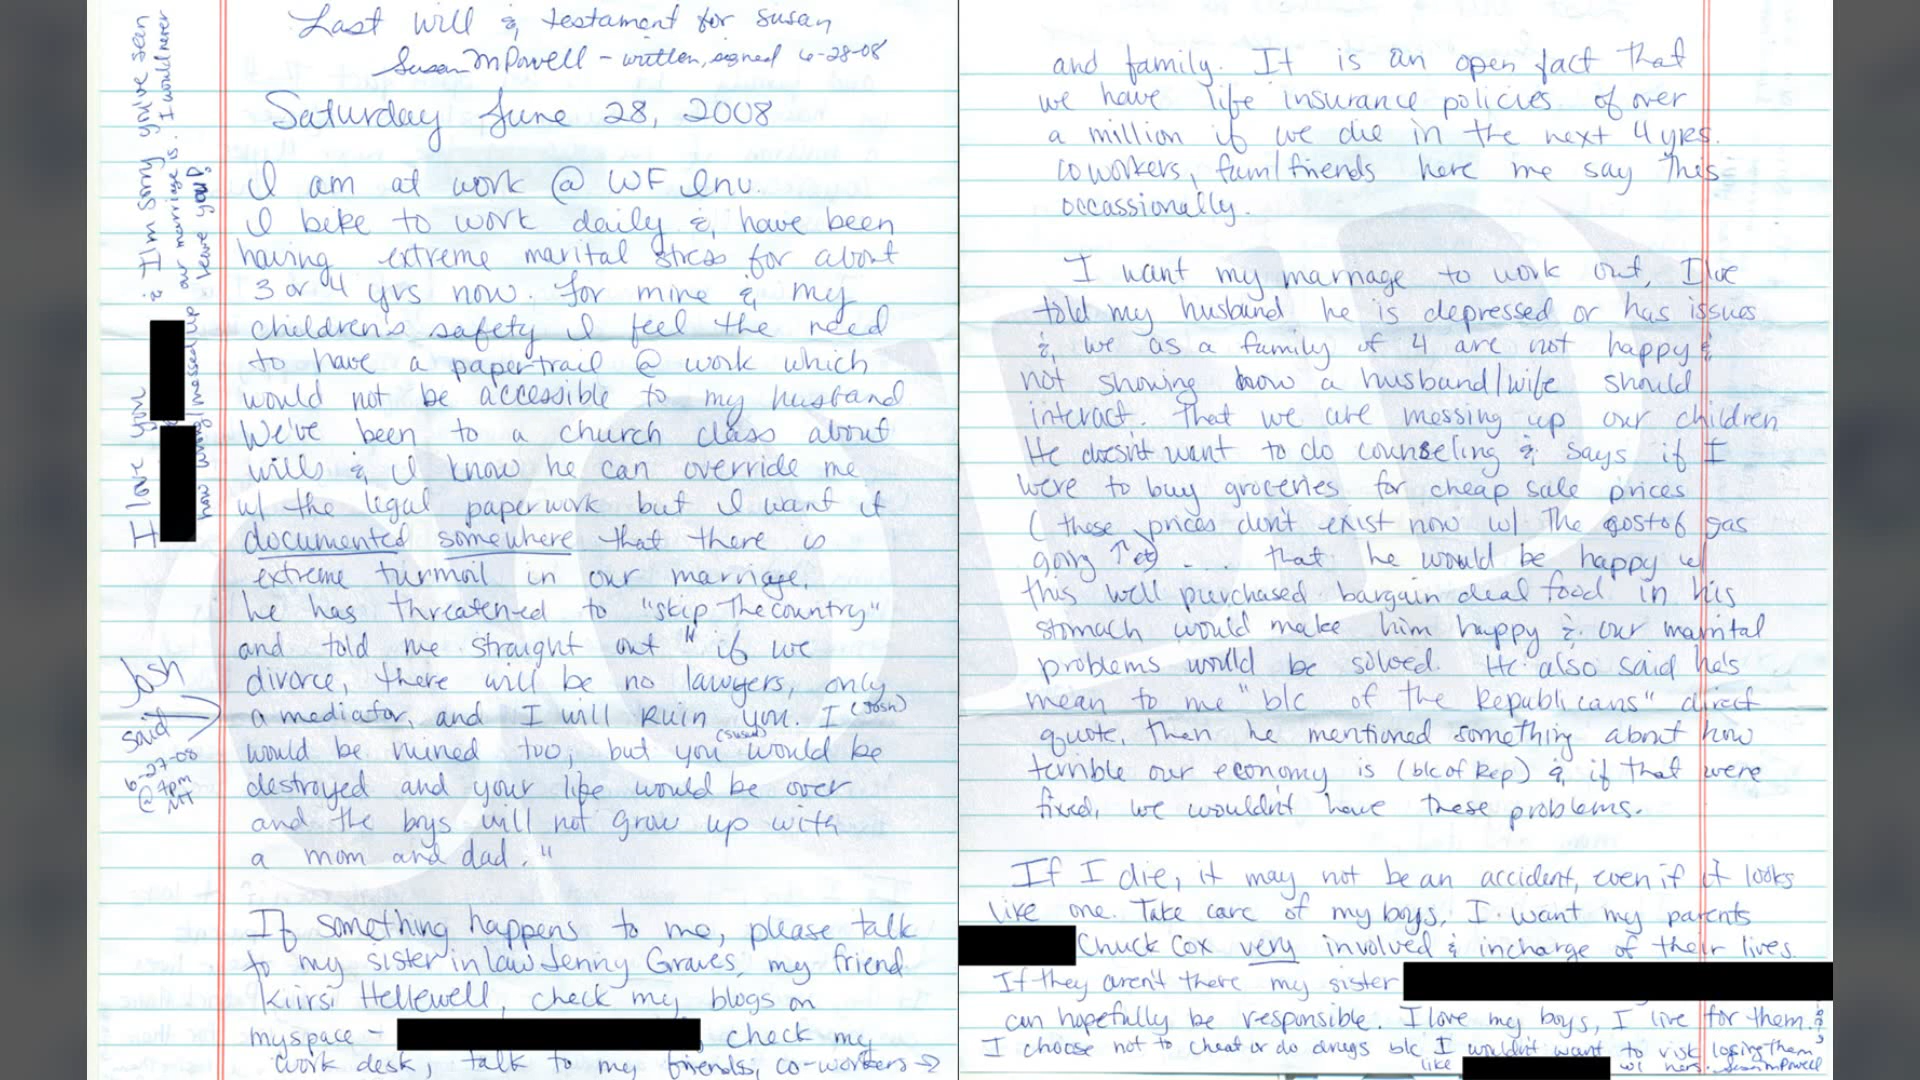 Last will & testament for Susan
Susan M Powell - written, signed 6-28-08
Saturday June 28, 2008
I am at work @ WF Inv.
I bike to work daily & have been
having extreme marital stress for about
3 or 4 yrs now. For mine & my
children's safety I feel the need
to have a papertrail @ work which
would not be accessible to my husband.
We've been to a church class about
wills & I know he can override me
w/ the legal paperwork but I want it
documented somewhere that there is
extreme turmoil in our marriage.
he has threatened to "skip the country"
and told me straught out "if we
divorce, there will be no lawyers, only
a mediator, and I will ruin you. I (Josh)
would be ruined too, but you (susan) would be
destroyed and your life would be over
and the boys will not grow up with
a mom and dad."
If something happens to me, please talk
to my sister in law Jenny Graves, my friend
Kiirsi Hellewell, check my blogs on
myspace - check my
work desk, talk to my friends, co-workers →
I love you & I'm sorry you've seen
how wrong/messed up our marriage is. I would never
leave you!
Josh
said
6-27-08
@ 7pm
MT
and family. It is an open fact that
we have life insurance policies of over
a million if we die in the next 4 yrs.
coworkers, fam/friends here me say this
occassionally.
I want my marriage to work out, I've
told my husband he is depressed or has issues
& we as a family of 4 are not happy &
not showing how a husband/wife should
interact. That we are messing up our children
He doesn't want to do counseling & says if I
were to buy groceries for cheap sale prices
(these prices don't exist now w/ the cost of gas
going ↑ etc) ... that he would be happy w/
this well purchased bargain deal food in his
stomach would make him happy & our marital
problems would be solved. He also said he's
mean to me "b/c of the Republicans" direct
quote, then he mentioned something about how
terrible our economy is (b/c of Rep) & if that were
fixed, we wouldn't have these problems.
If I die, it may not be an accident, even if it looks
like one. Take care of my boys. I want my parents
Chuck Cox very involved & incharge of their lives.
If they aren't there my sister
can hopefully be responsible. I love my boys, I live for them.
I choose not to cheat or do drugs b/c I wouldn't want to risk losing them
like w/ hers. Susan M Powell